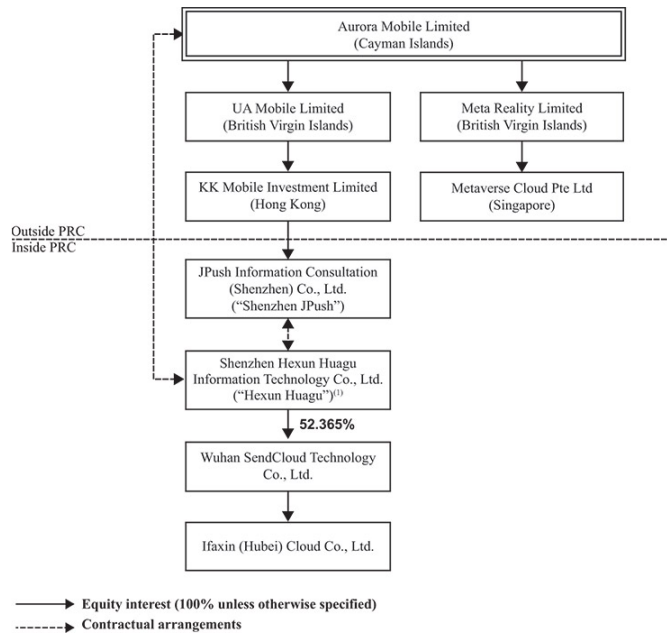 Aurora Mobile Limited
(Cayman Islands)
UA Mobile Limited
(British Virgin Islands)
Meta Reality Limited
(British Virgin Islands)
KK Mobile Investment Limited
(Hong Kong)
Metaverse Cloud Pte Ltd
(Singapore)
Outside PRC
Inside PRC
JPush Information Consultation
(Shenzhen) Co., Ltd.
(“Shenzhen JPush”)
Shenzhen Hexun Huagu
Information Technology Co., Ltd.
(“Hexun Huagu”)(1)
52.365%
Wuhan SendCloud Technology
Co., Ltd.
Ifaxin (Hubei) Cloud Co., Ltd.
Equity interest (100% unless otherwise specified)
Contractual arrangements